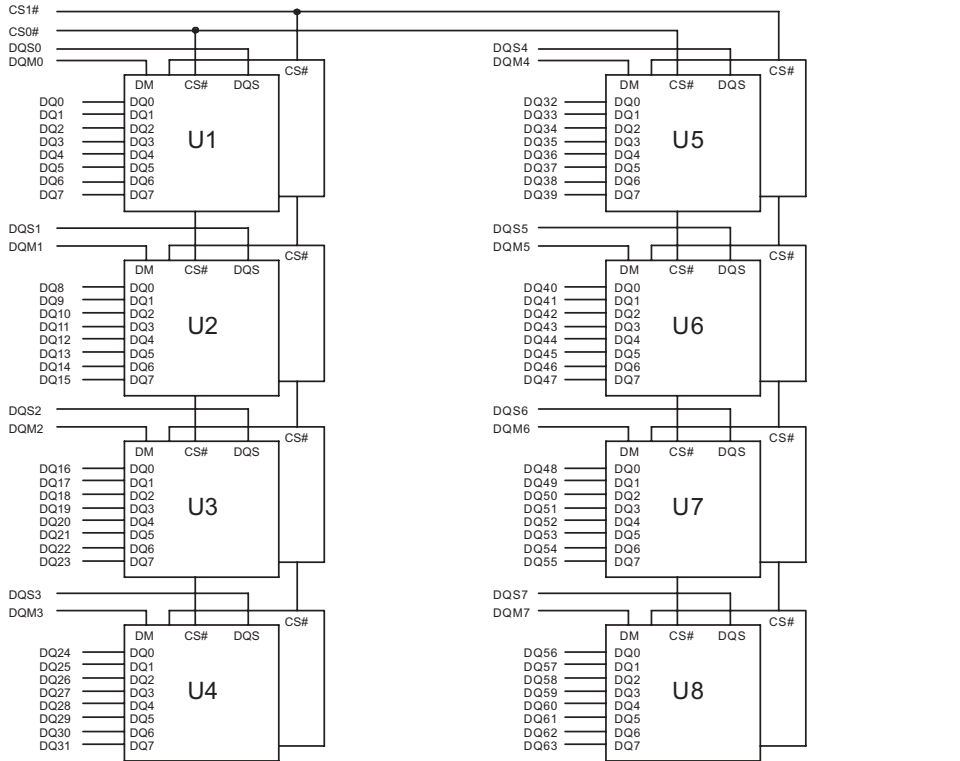 CS1#
CS0#
DQS0
DQM0
CS#
DM CS# DQS
DQ0 DQ0
DQ1 DQ1
DQ2 DQ2
DQ3 DQ3
DQ4 DQ4
DQ5 DQ5
DQ6 DQ6
DQ7 DQ7
U1
DQS1
DQM1
CS#
DM CS# DQS
DQ8 DQ0
DQ9 DQ1
DQ10 DQ2
DQ11 DQ3
DQ12 DQ4
DQ13 DQ5
DQ14 DQ6
DQ15 DQ7
U2
DQS2
DQM2
CS#
DM CS# DQS
DQ16 DQ0
DQ17 DQ1
DQ18 DQ2
DQ19 DQ3
DQ20 DQ4
DQ21 DQ5
DQ22 DQ6
DQ23 DQ7
U3
DQS3
DQM3
CS#
DM CS# DQS
DQ24 DQ0
DQ25 DQ1
DQ26 DQ2
DQ27 DQ3
DQ28 DQ4
DQ29 DQ5
DQ30 DQ6
DQ31 DQ7
U4
DQS4
DQM4
CS#
DM CS# DQS
DQ32 DQ0
DQ33 DQ1
DQ34 DQ2
DQ35 DQ3
DQ36 DQ4
DQ37 DQ5
DQ38 DQ6
DQ39 DQ7
U5
DQS5
DQM5
CS#
DM CS# DQS
DQ40 DQ0
DQ41 DQ1
DQ42 DQ2
DQ43 DQ3
DQ44 DQ4
DQ45 DQ5
DQ46 DQ6
DQ47 DQ7
U6
DQS6
DQM6
CS#
DM CS# DQS
DQ48 DQ0
DQ49 DQ1
DQ50 DQ2
DQ51 DQ3
DQ52 DQ4
DQ53 DQ5
DQ54 DQ6
DQ55 DQ7
U7
DQS7
DQM7
CS#
DM CS# DQS
DQ56 DQ0
DQ57 DQ1
DQ58 DQ2
DQ59 DQ3
DQ60 DQ4
DQ61 DQ5
DQ62 DQ6
DQ63 DQ7
U8